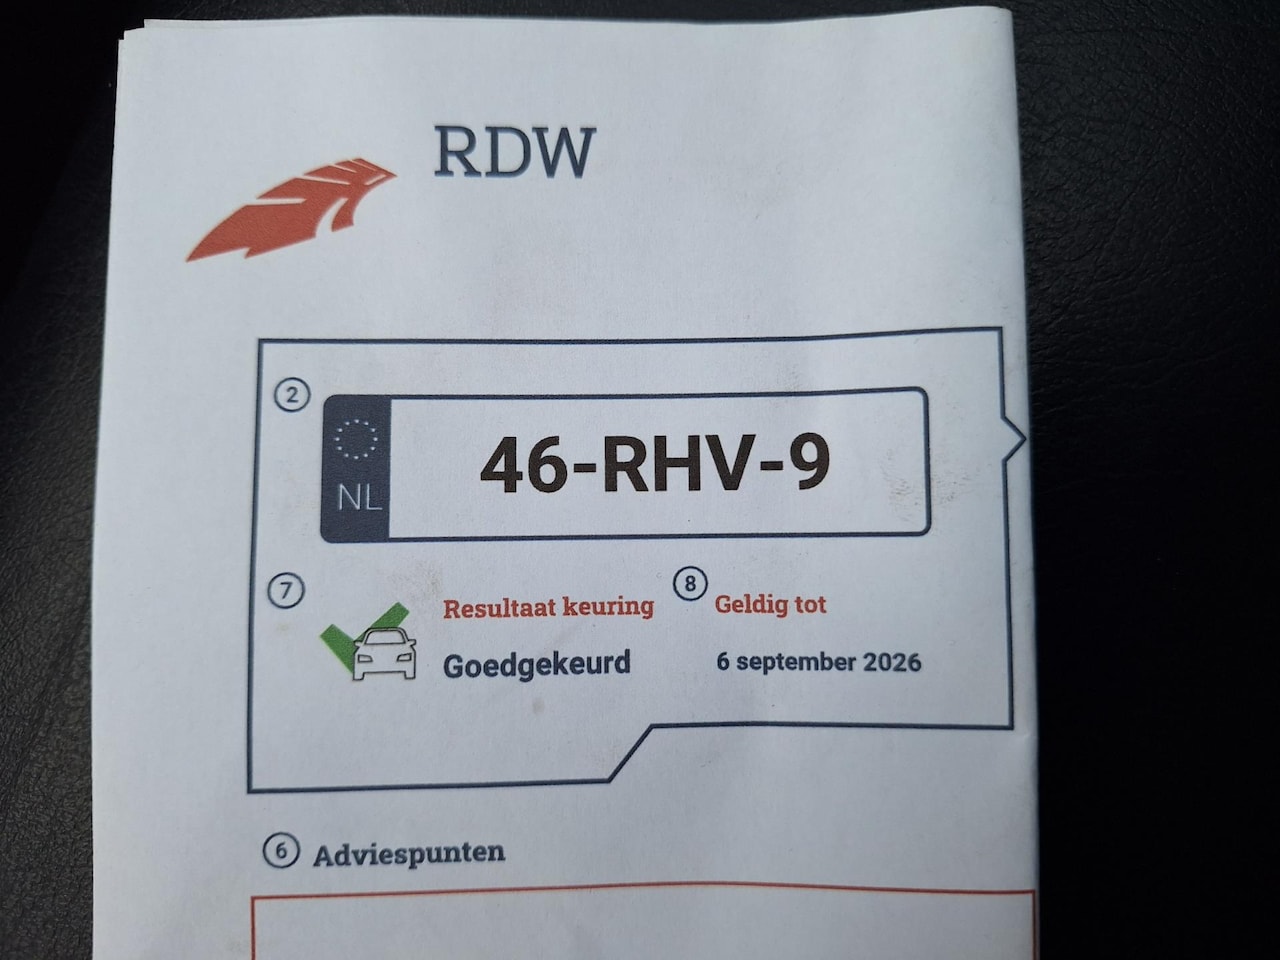 RDW
2
NL
46-RHV-9
7
Resultaat keuring
Goedgekeurd
8
Geldig tot
6 september 2026
6 Adviespunten